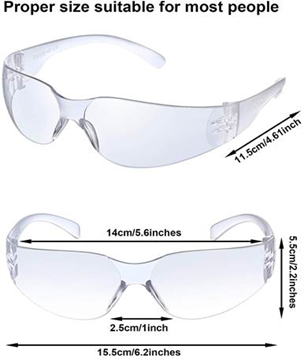 Proper size suitable for most people
11.5cm/4.61inches
14cm/5.6inches
5.5cm/2.2inches
2.5cm/1inch
15.5cm/6.2inches